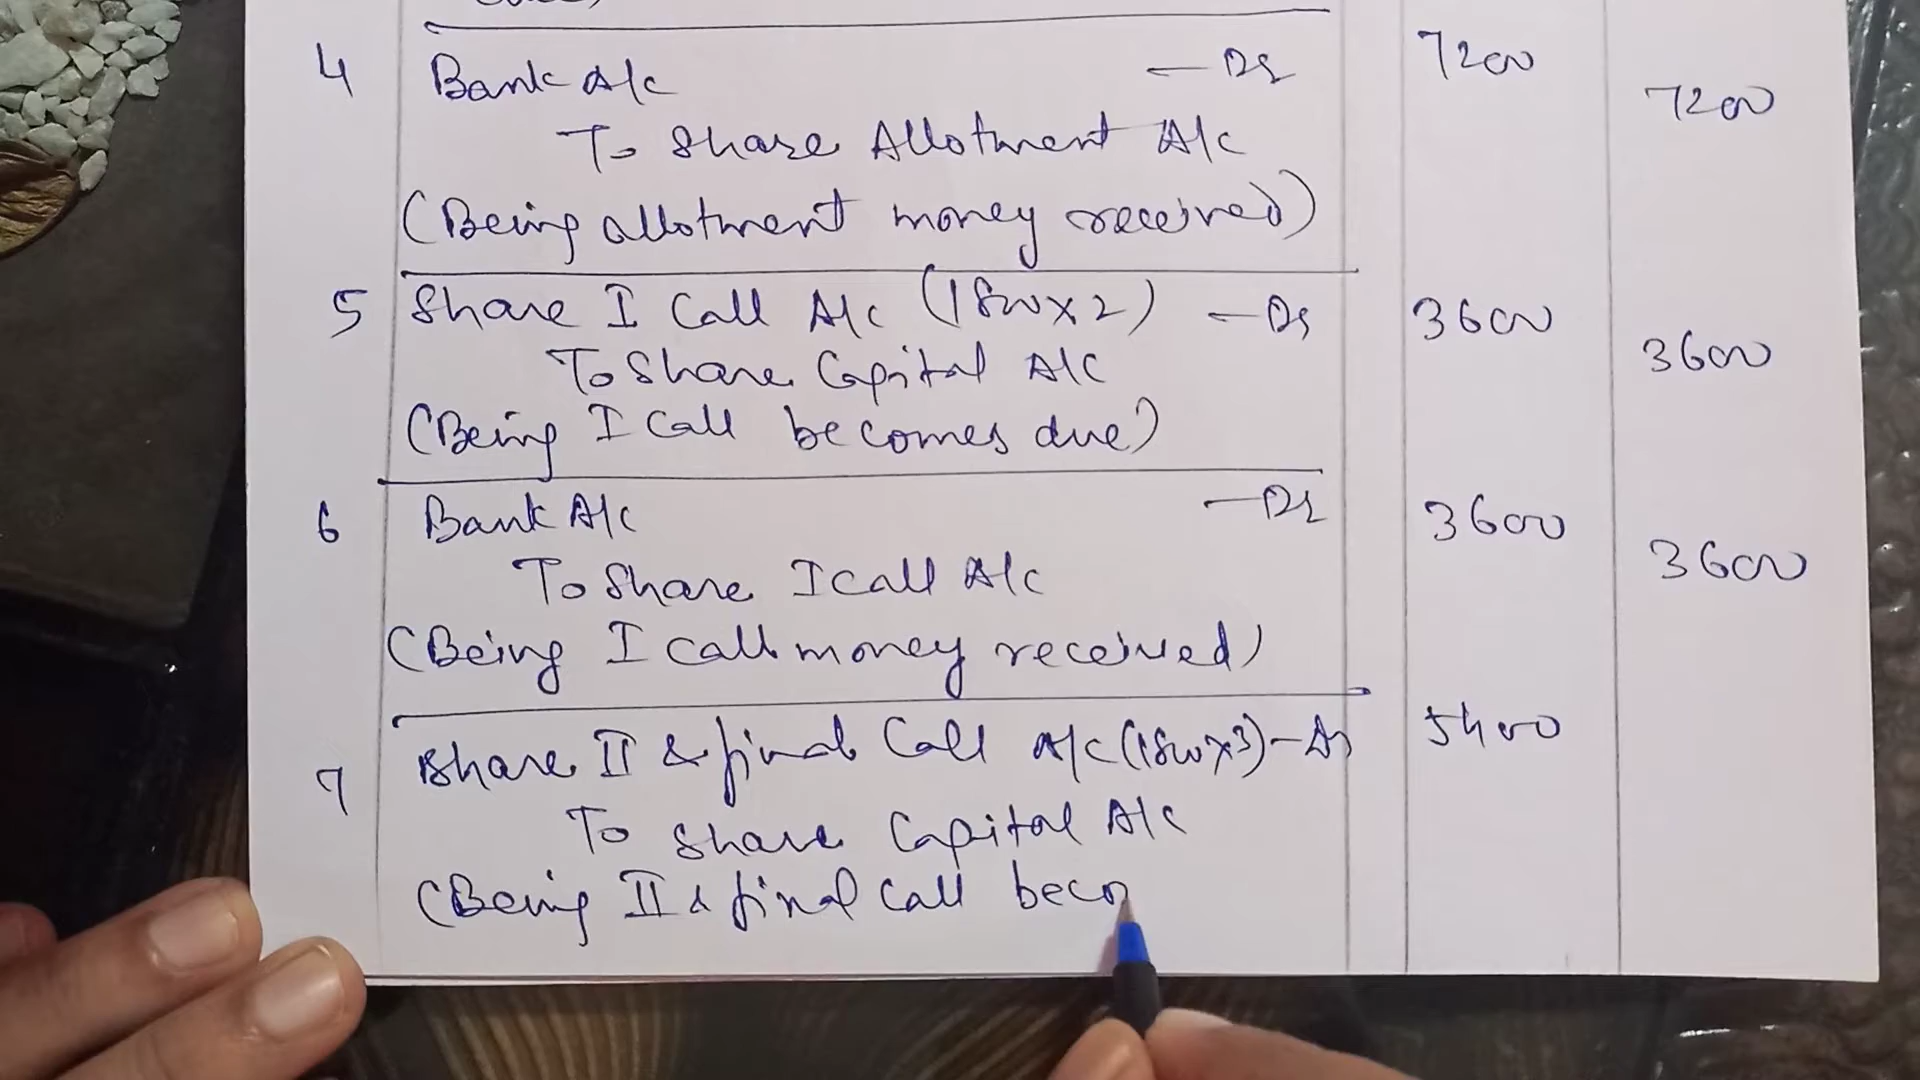 4 Bank A/c —Dr 7200
To Share Allotment A/c 7200
(Being allotment money received)
5 Share I Call A/c (1800×2) —Dr 3600
To Share Capital A/c 3600
(Being I Call becomes due)
6 Bank A/c —Dr 3600
To Share I Call A/c 3600
(Being I call money received)
7 Share II & final Call A/c (1800×3) —Dr 5400
To Share Capital A/c
(Being II & final Call beco